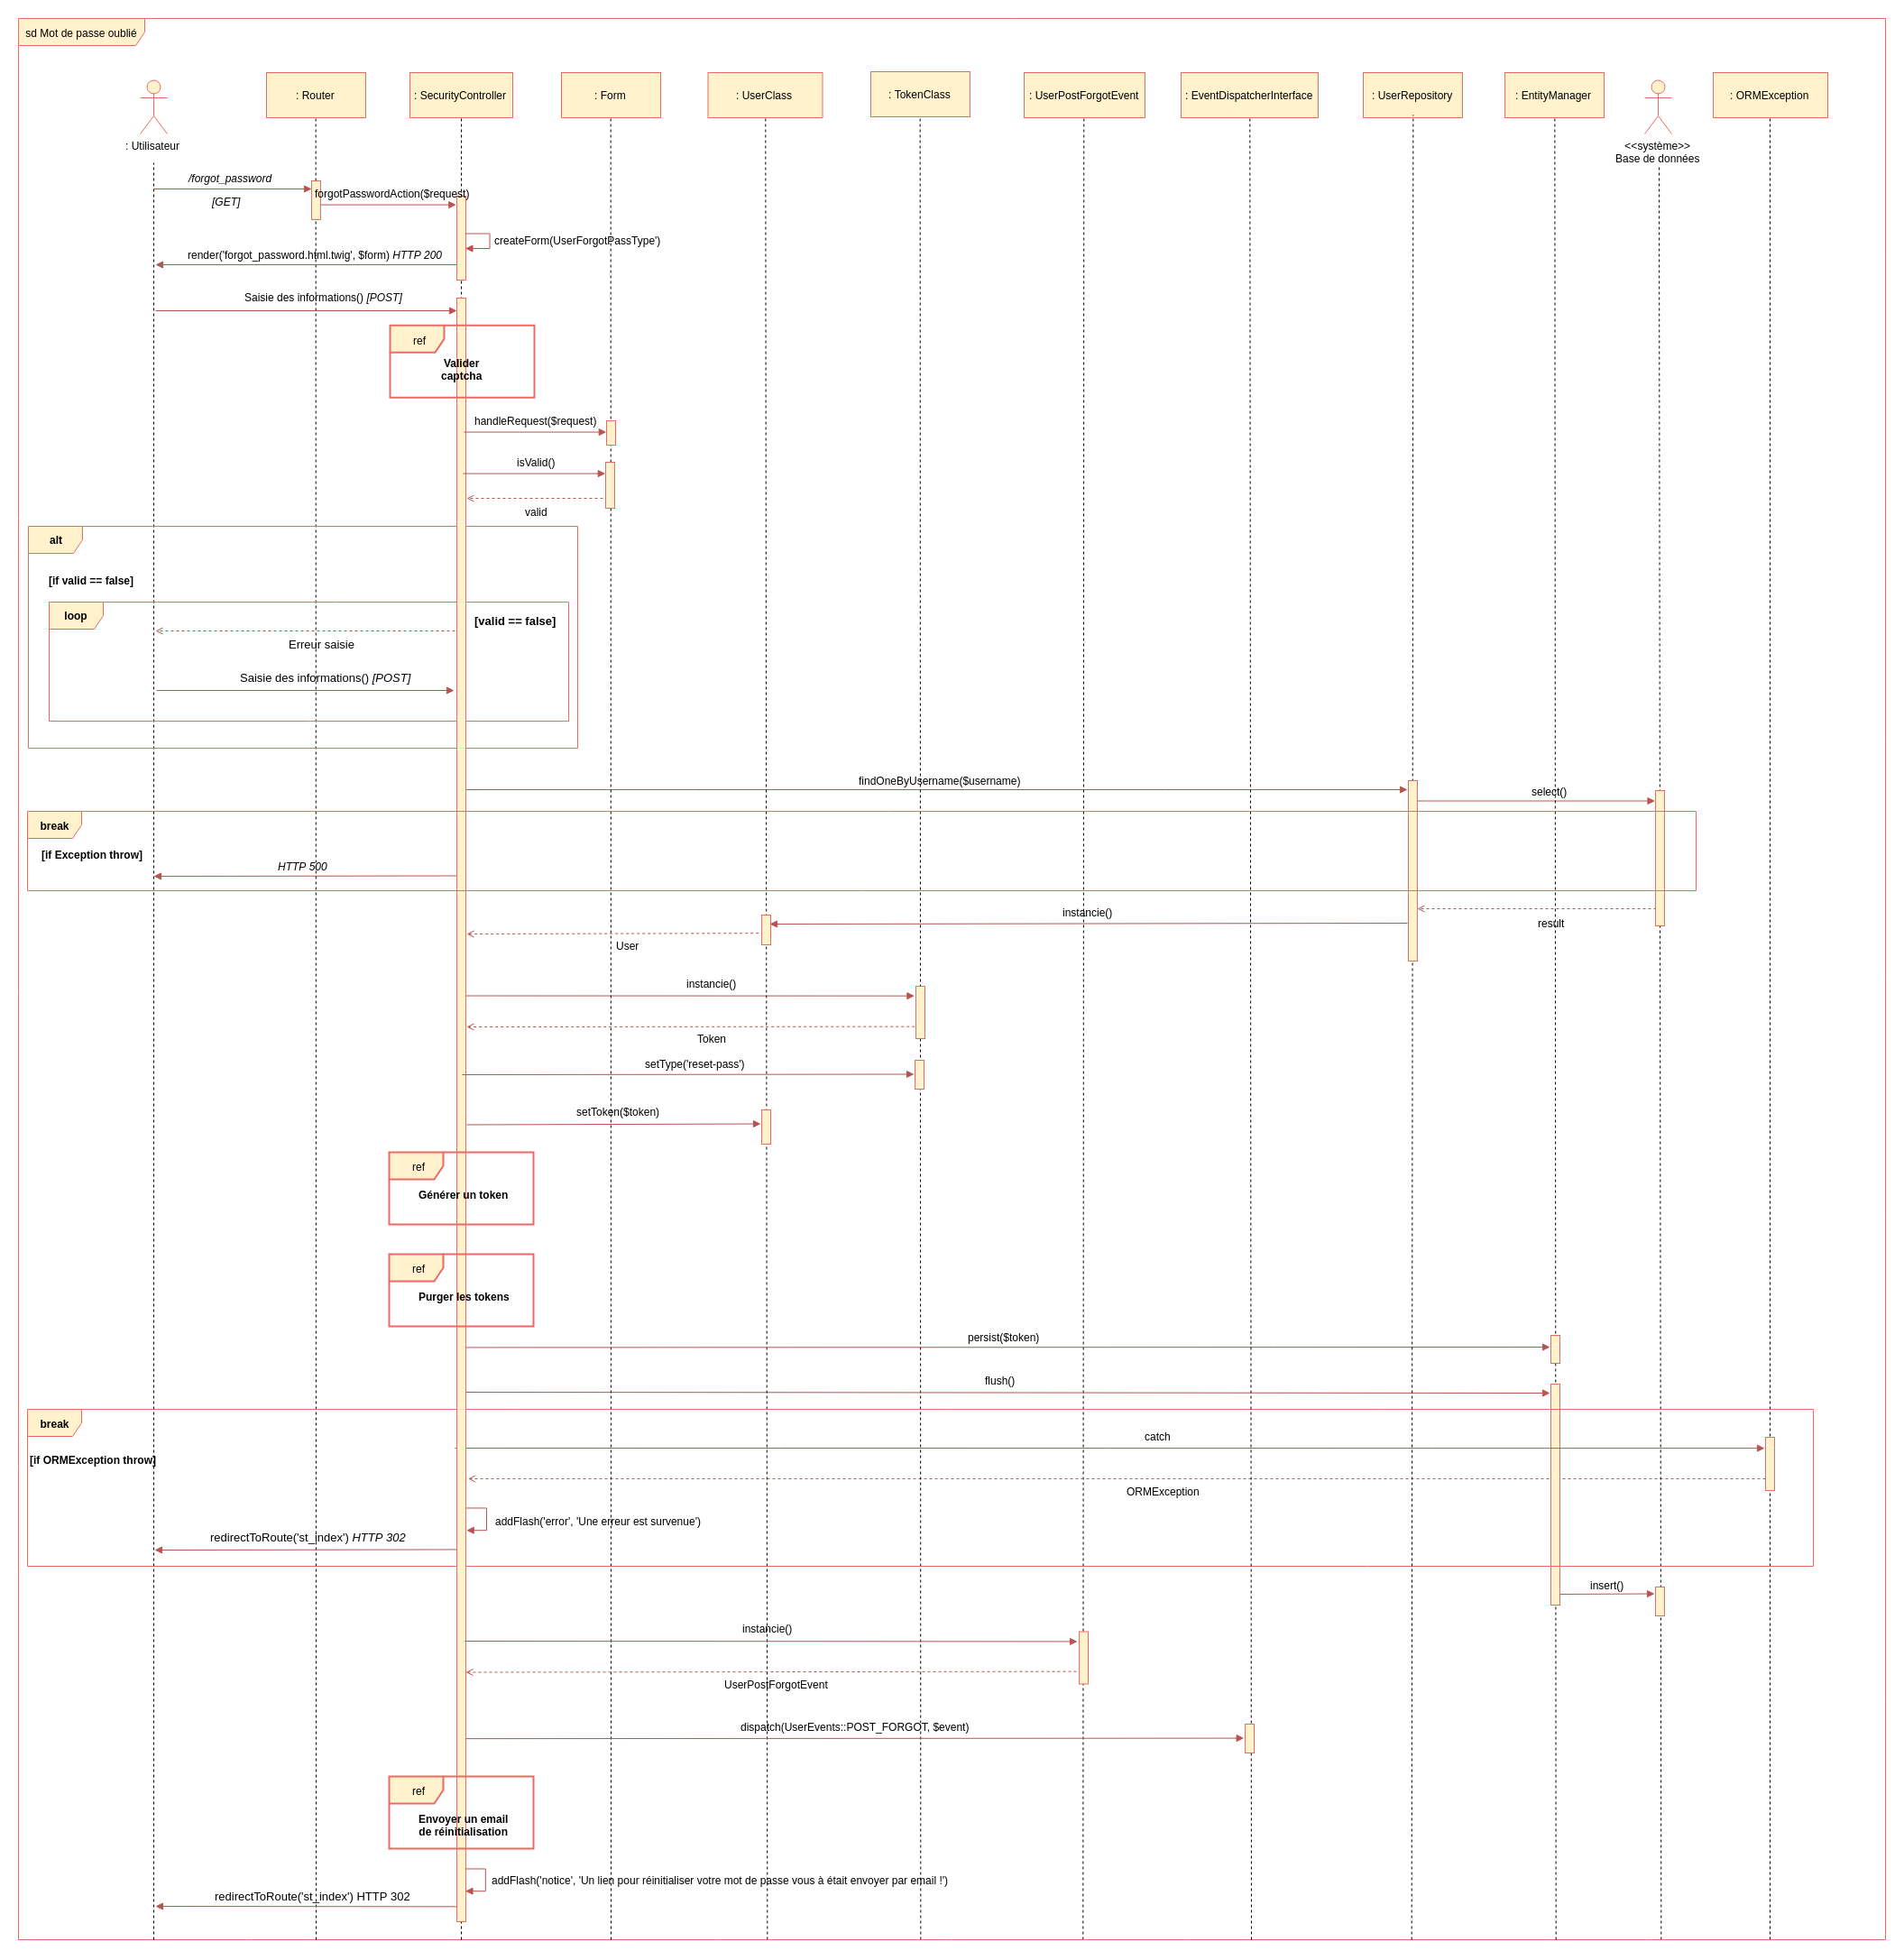 sd Mot de passe oublié
: Router
: SecurityController
: Form
: UserClass
: TokenClass
: UserPostForgotEvent
: EventDispatcherInterface
: UserRepository
: EntityManager
: ORMException
: Utilisateur
<<système>>
Base de données
/forgot_password
[GET]
forgotPasswordAction($request)
createForm(UserForgotPassType')
render('forgot_password.html.twig', $form) HTTP 200
Saisie des informations() [POST]
ref
Valider
captcha
handleRequest($request)
isValid()
valid
alt
[if valid == false]
loop
[valid == false]
Erreur saisie
Saisie des informations() [POST]
findOneByUsername($username)
select()
break
[if Exception throw]
HTTP 500
instancie()
result
User
instancie()
Token
setType('reset-pass')
setToken($token)
ref
Générer un token
ref
Purger les tokens
persist($token)
flush()
break
catch
[if ORMException throw]
ORMException
addFlash('error', 'Une erreur est survenue')
redirectToRoute('st_index') HTTP 302
insert()
instancie()
UserPostForgotEvent
dispatch(UserEvents::POST_FORGOT, $event)
ref
Envoyer un email
de réinitialisation
addFlash('notice', 'Un lien pour réinitialiser votre mot de passe vous à était envoyer par email !')
redirectToRoute('st_index') HTTP 302